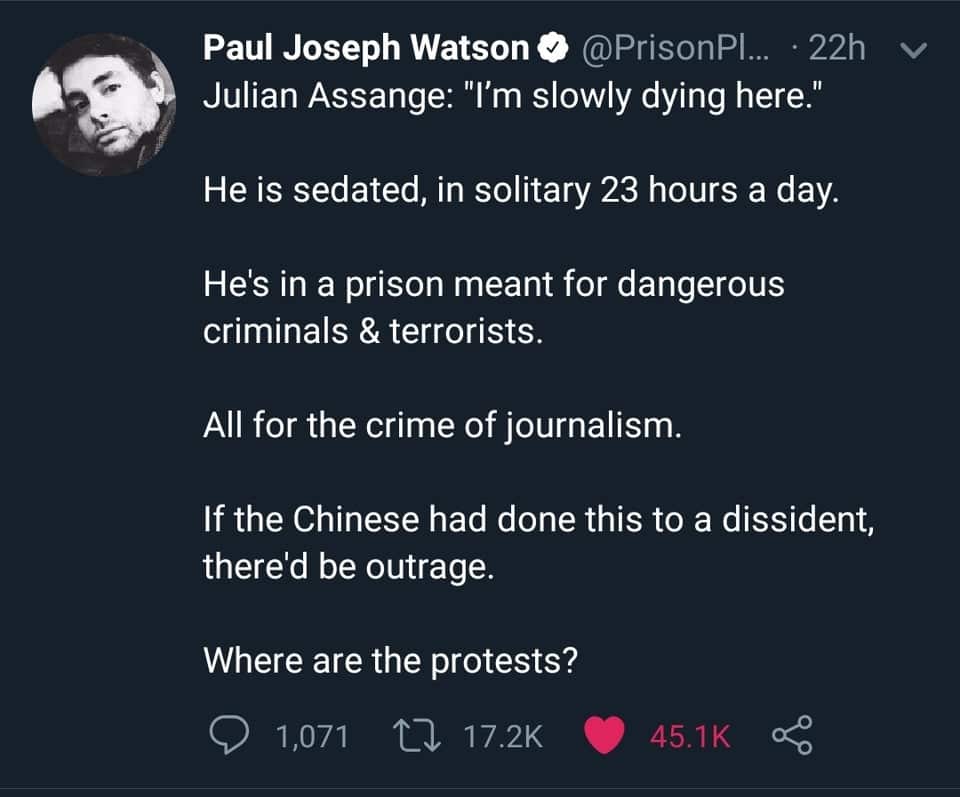 Paul Joseph Watson @PrisonPl... · 22h
Julian Assange: "I'm slowly dying here."
He is sedated, in solitary 23 hours a day.
He's in a prison meant for dangerous
criminals & terrorists.
All for the crime of journalism.
If the Chinese had done this to a dissident,
there'd be outrage.
Where are the protests?
1,071 17.2K 45.1K